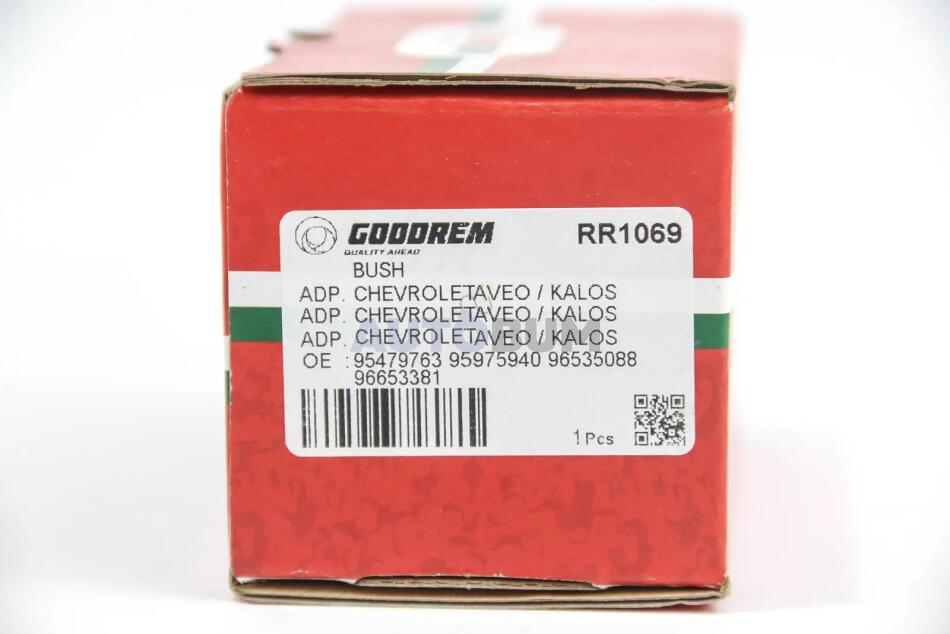 GOODREM RR1069
QUALITY AHEAD
BUSH
ADP. CHEVROLETAVEO / KALOS
ADP. CHEVROLETAVEO / KALOS
AUTOBUM
ADP. CHEVROLETAVEO / KALOS
OE : 95479763 95975940 96535088
96653381
1 Pcs